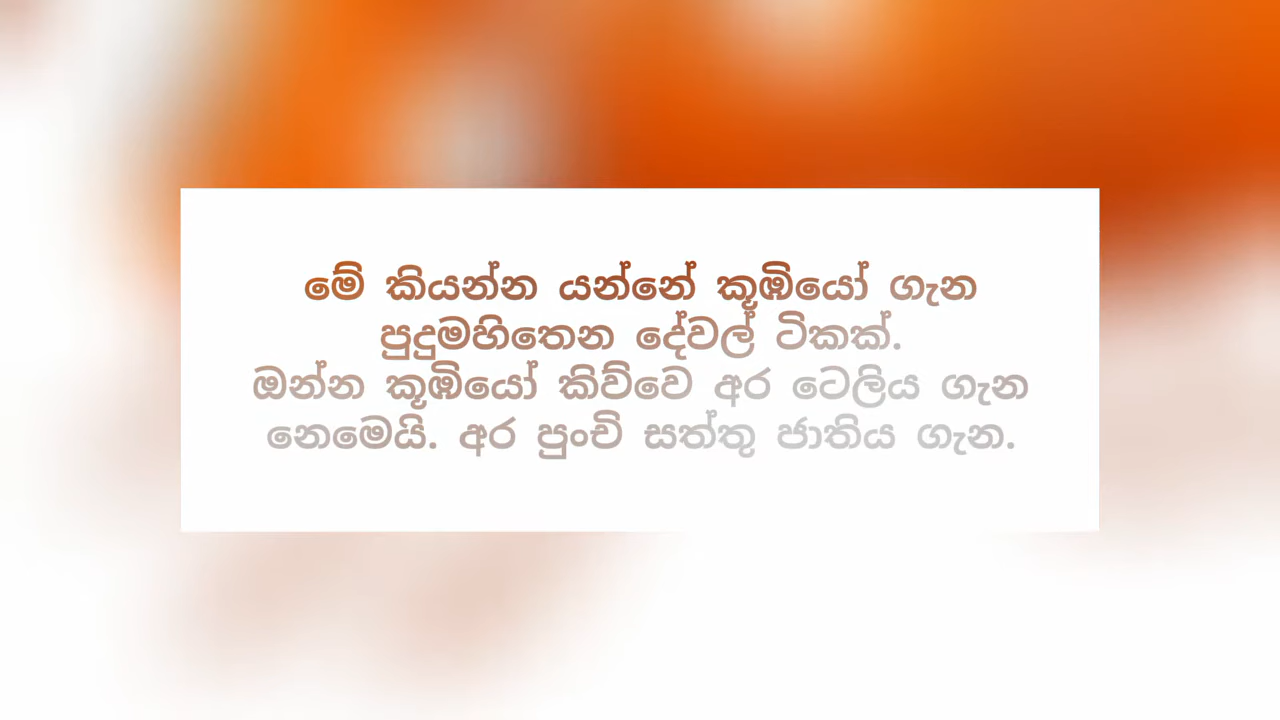 මේ කියන්න යන්නේ කූඹියෝ ගැන
පුදුමහිතෙන දේවල් ටිකක්.
ඔන්න කූඹියෝ කිව්වෙ අර ටෙලිය ගැන
නෙමෙයි. අර පුංචි සත්තු ජාතිය ගැන.